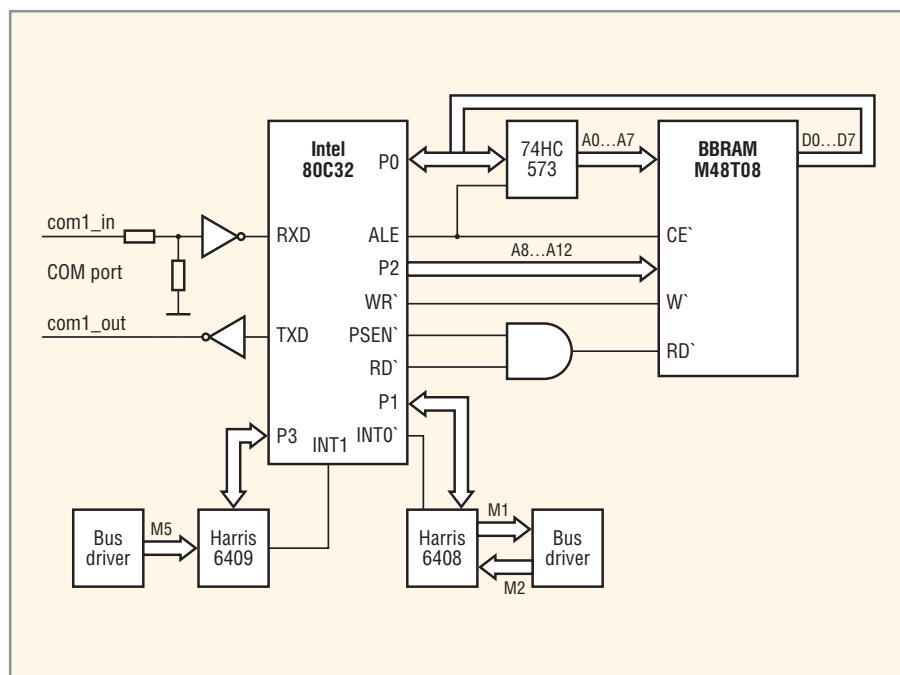 Intel
80C32
P0
74HC
573
A0...A7
BBRAM
M48T08
D0...D7
com1_in
RXD
ALE
CE`
COM port
P2
A8...A12
WR`
W`
com1_out
TXD
PSEN`
RD`
RD`
P1
P3
INT1
INT0`
Bus
driver
M5
Harris
6409
Harris
6408
M1
M2
Bus
driver